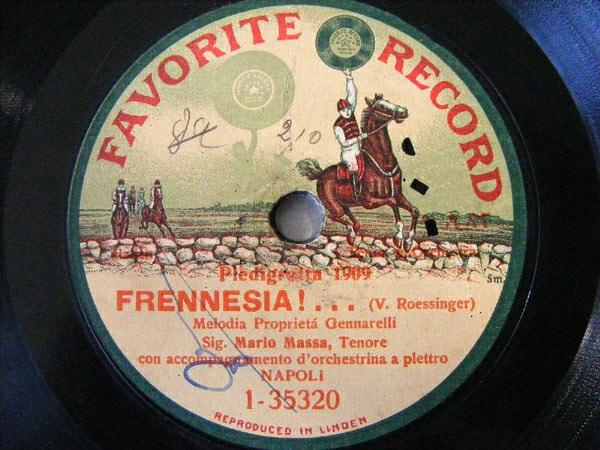 FAVORITE RECORD
210
Piedigrotta 1909
FRENNESIA!... (V. Roessinger)
Melodia Proprietá Gennarelli
Sig. Mario Massa, Tenore
con accompagnamento d'orchestrina a plettro
NAPOLI
1-35320
REPRODUCED IN LINDEN